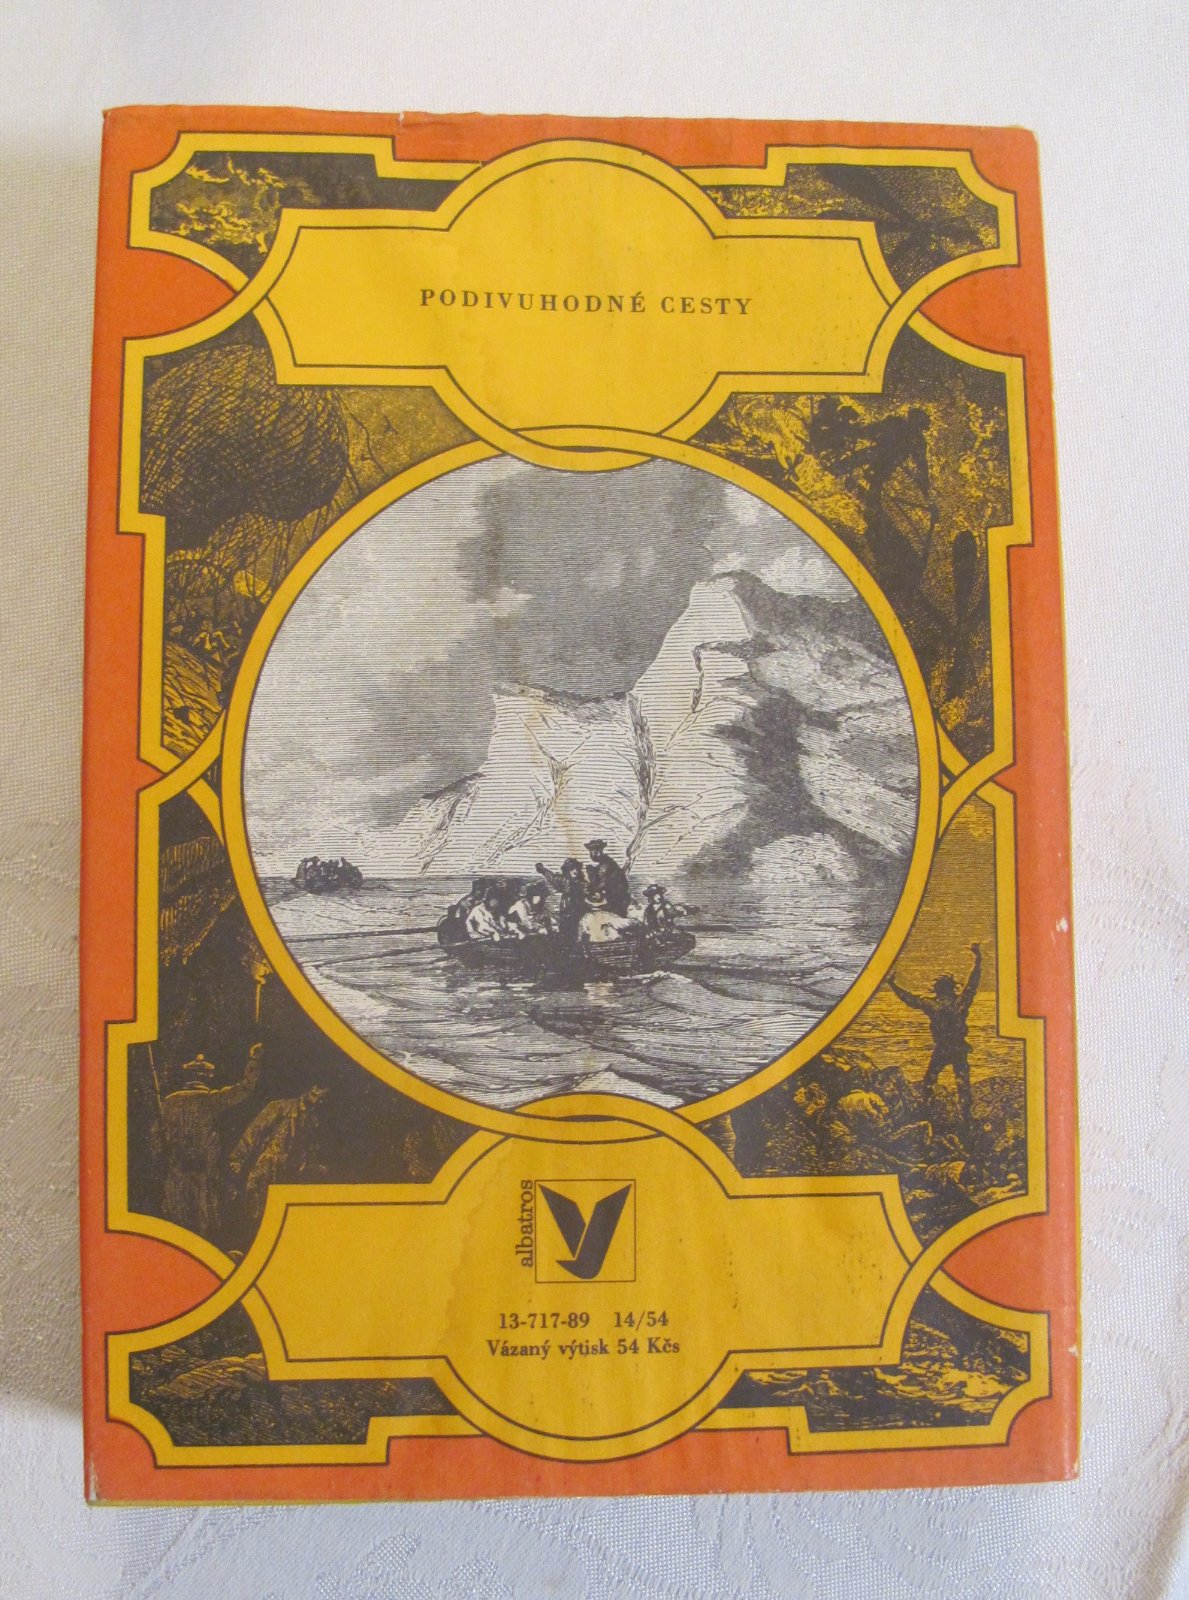 PODIVUHODNÉ CESTY
albatros
13-717-89 14/54
Vázaný výtisk 54 Kčs